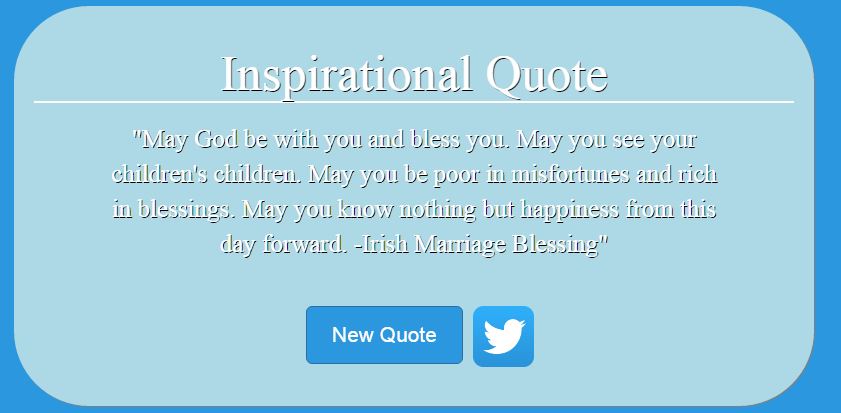 Inspirational Quote
"May God be with you and bless you. May you see your
children's children. May you be poor in misfortunes and rich
in blessings. May you know nothing but happiness from this
day forward. -Irish Marriage Blessing"
New Quote